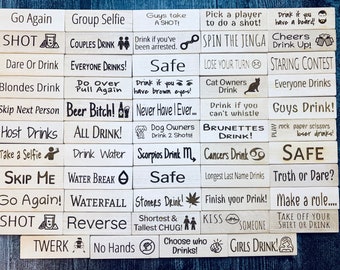 Go Again
Group Selfie
Guys take
A SHOT!
Pick a player
to do a shot!
Drink if you
have a
SHOT
COUPLES DRINK
Drink if you've
been arrested.
SPIN THE JENGA
Cheers
Drink Up!
Dare Or Drink
EVERYONE DRINKS!
Safe
LOSE YOUR TURN
STARING CONTEST
Blondes Drink
Do Over
Pull Again
Drink if you
have brown eyes!
CAT OWNERS
DRINK
Everyone Drinks!
Skip Next Person
Beer Bitch!
Never Have I Ever...
Drink if you
can't whistle
Guys Drink!
Host Drinks
ALL DRINK!
DOG OWNERS
DRINK 2 SHOTS
BRUNETTES
DRINK!
PLAY rock paper scissors
loser drinks!
Take a Selfie
Drink Water
Scorpios Drink
Cancers Drink
SAFE
SKIP ME
WATER BREAK
Safe
Longest Last Name Drinks
Truth or Dare?
Go Again!
WATERFALL
Stoners Drink!
Finish your Drink!
Make a rule....
SHOT
Reverse
Shortest &
Tallest CHUG!
KISS
SOMEONE
TAKE OFF YOUR
SHIRT OR DRINK
TWERK
No Hands
Choose who
Drinks!
GIRLS DRINK!